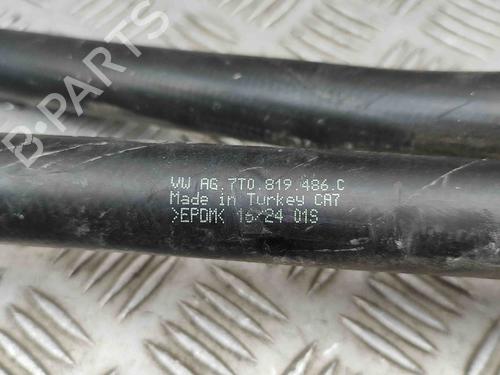 B-PARTS
VW AG.7T0.819.486.C
Made in Turkey CA7
>EPDM< 16/24 01S